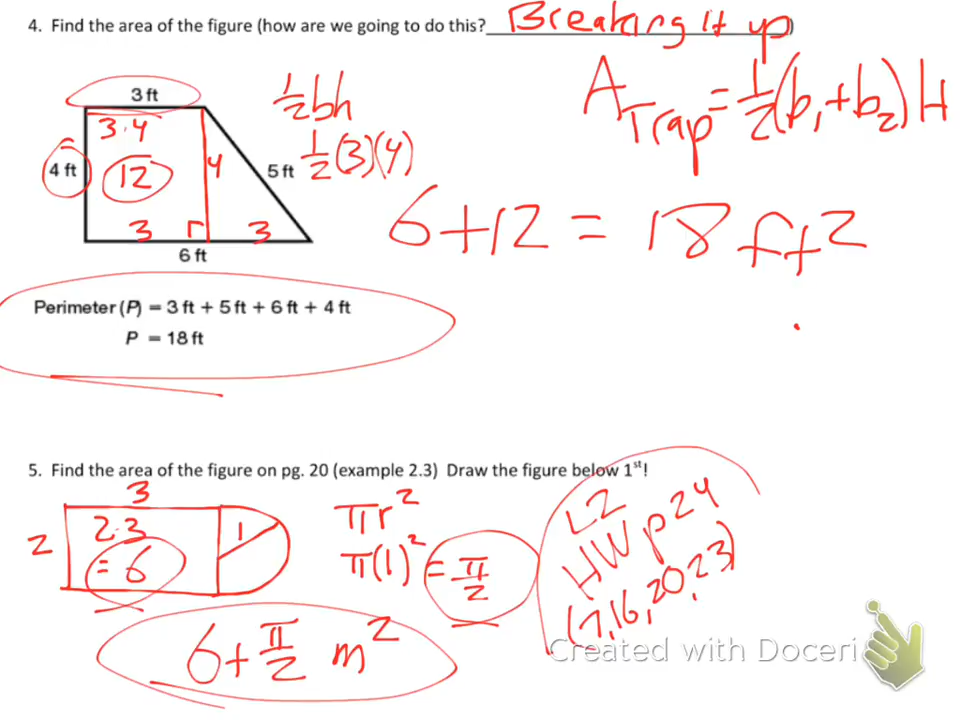 4. Find the area of the figure (how are we going to do this? Breaking it up )
3 ft
½bh
A Trap = ½(b₁+b₂)H
3·4
4 ft
12
4
5 ft
½(3)(4)
3
3
6 ft
6+12 = 18 ft²
Perimeter (P) = 3 ft + 5 ft + 6 ft + 4 ft
P = 18 ft
5. Find the area of the figure on pg. 20 (example 2.3) Draw the figure below 1st!
3
2
2·3
= 6
1
πr²
π(1)² = π/2
L2
HW p24
(7,16,20,23)
6+π/2 m²
Created with Doceri